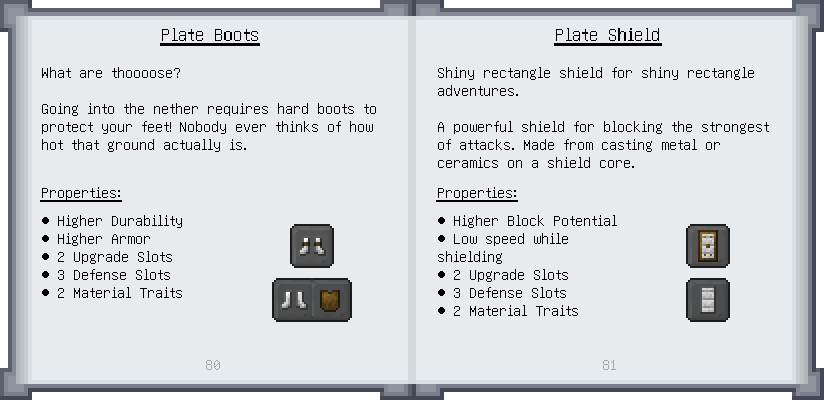 Plate Boots
What are thoooose?
Going into the nether requires hard boots to
protect your feet! Nobody ever thinks of how
hot that ground actually is.
Properties:
● Higher Durability
● Higher Armor
● 2 Upgrade Slots
● 3 Defense Slots
● 2 Material Traits
80
Plate Shield
Shiny rectangle shield for shiny rectangle
adventures.
A powerful shield for blocking the strongest
of attacks. Made from casting metal or
ceramics on a shield core.
Properties:
● Higher Block Potential
● Low speed while
shielding
● 2 Upgrade Slots
● 3 Defense Slots
● 2 Material Traits
81